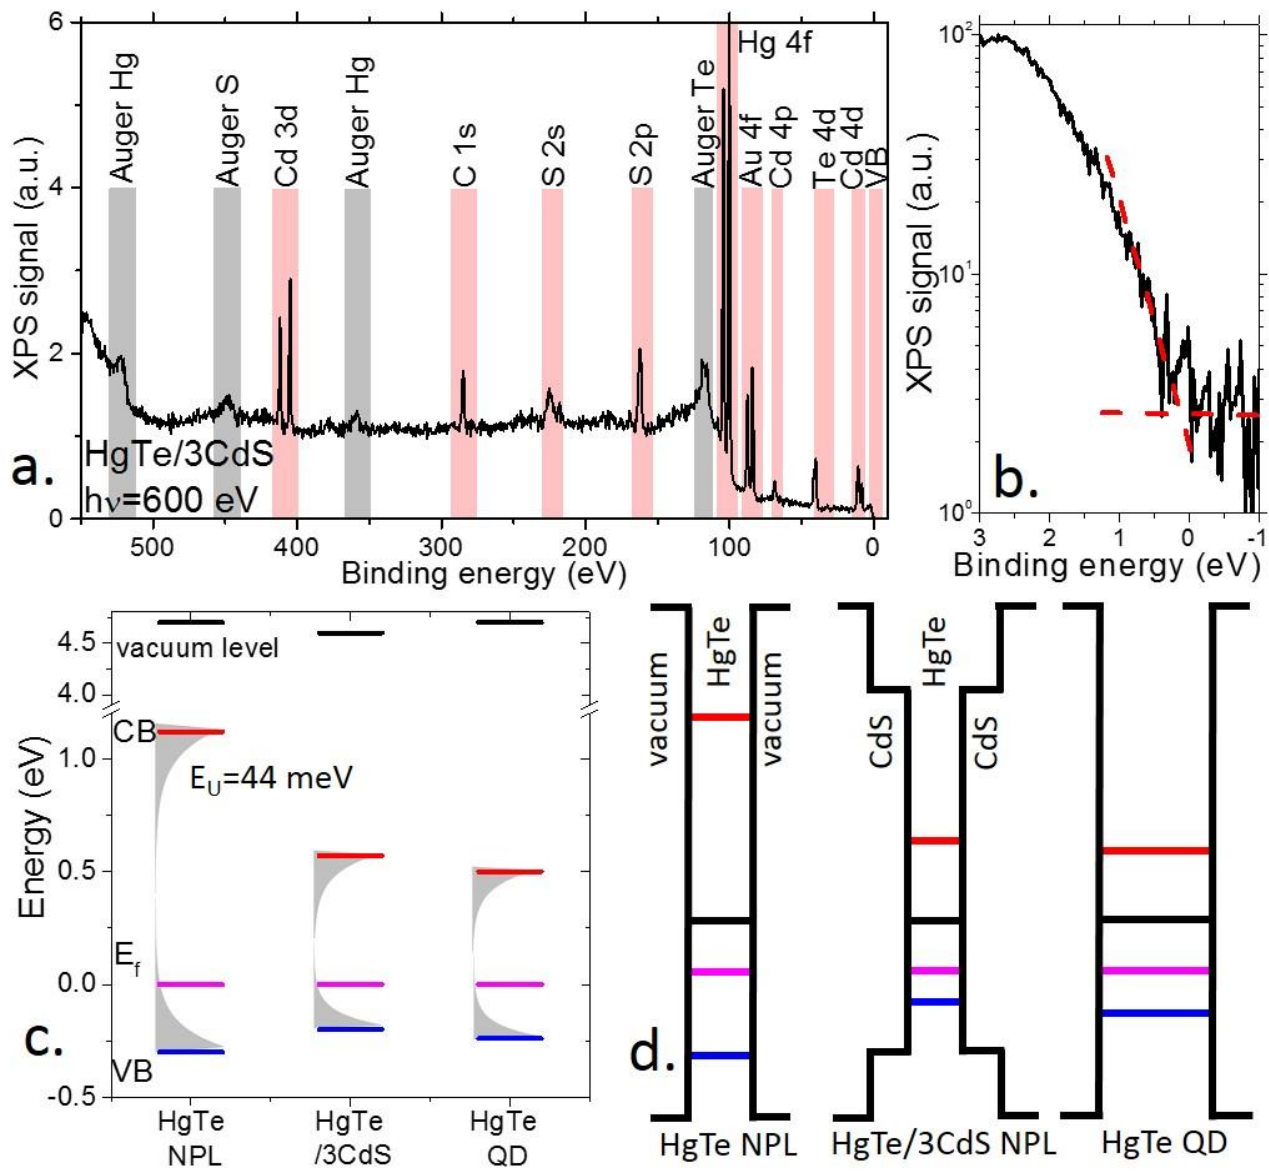 6
4
2
0
XPS signal (a.u.)
Auger Hg
Auger S
Cd 3d
Auger Hg
C 1s
S 2s
S 2p
Auger Te
Hg 4f
Au 4f
Cd 4p
Te 4d
Cd 4d
VB
HgTe/3CdS
hν=600 eV
a.
500 400 300 200 100 0
Binding energy (eV)
10²
10¹
10⁰
XPS signal (a.u.)
b.
3 2 1 0 -1
Binding energy (eV)
4.5
4.0
1.0
0.5
0.0
-0.5
Energy (eV)
vacuum level
CB
E_U=44 meV
E_f
VB
c.
HgTe
NPL
HgTe
/3CdS
HgTe
QD
d.
vacuum
HgTe
vacuum
CdS
HgTe
CdS
HgTe NPL
HgTe/3CdS NPL
HgTe QD